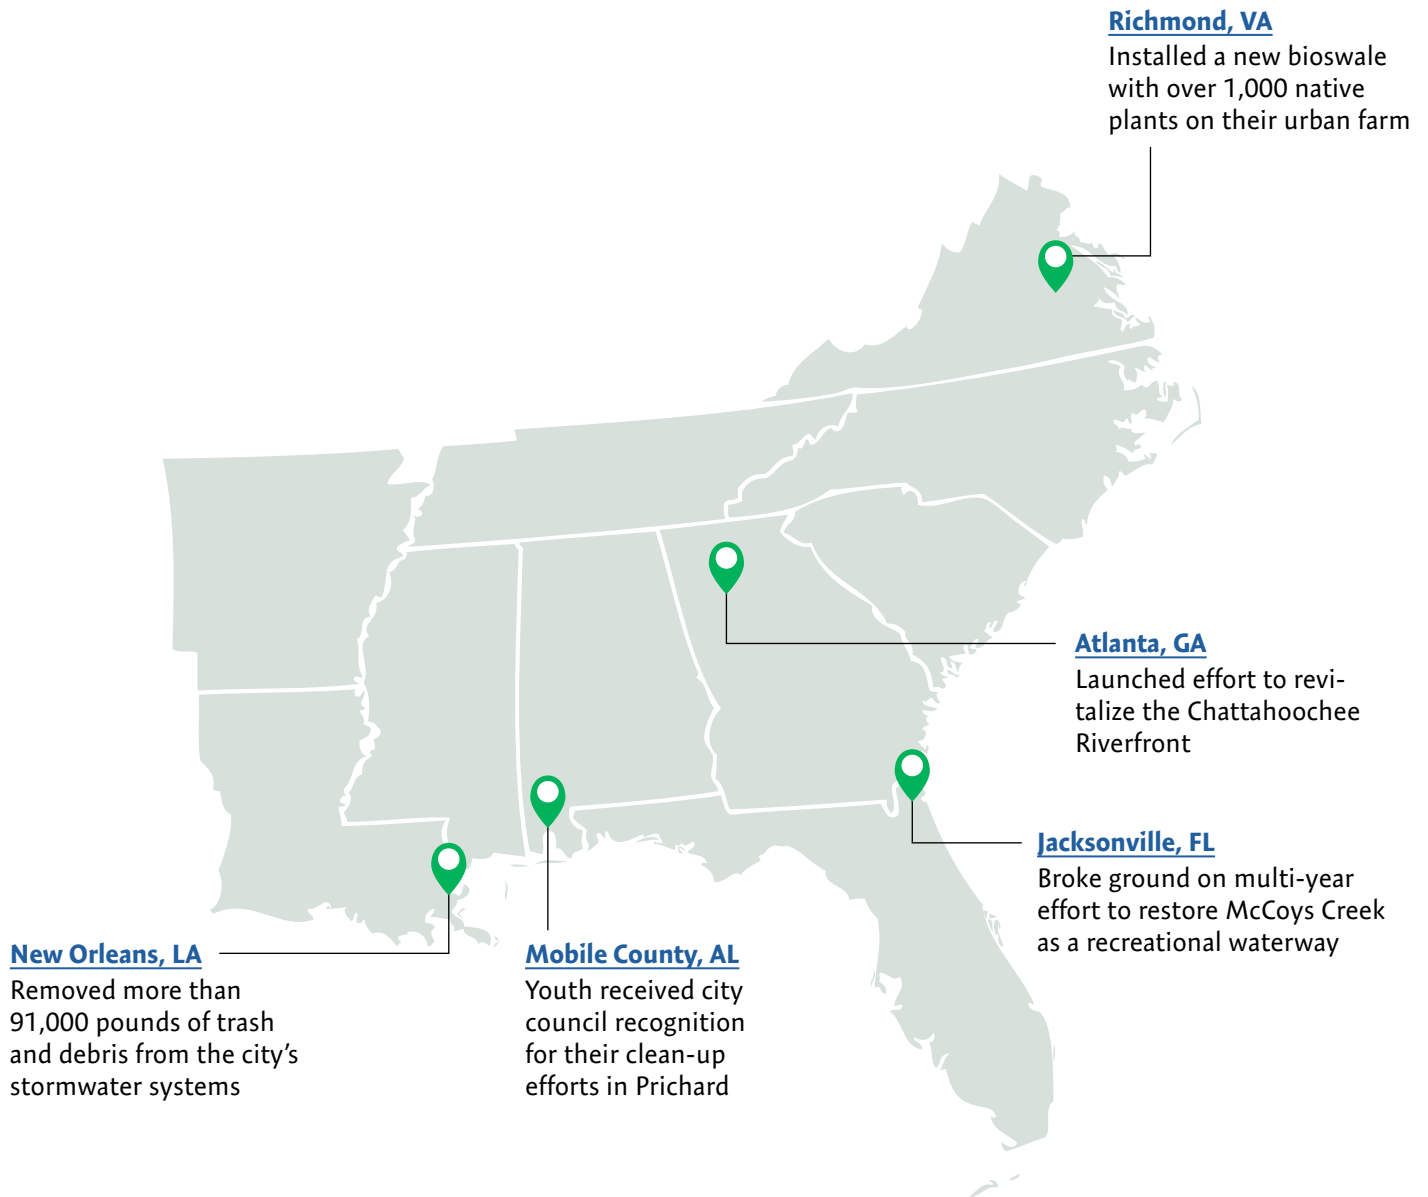 Richmond, VA
Installed a new bioswale
with over 1,000 native
plants on their urban farm
Atlanta, GA
Launched effort to revi-
talize the Chattahoochee
Riverfront
Jacksonville, FL
Broke ground on multi-year
effort to restore McCoys Creek
as a recreational waterway
New Orleans, LA
Removed more than
91,000 pounds of trash
and debris from the city's
stormwater systems
Mobile County, AL
Youth received city
council recognition
for their clean-up
efforts in Prichard